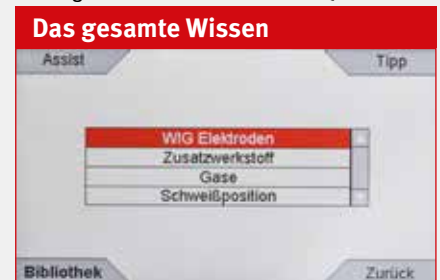 Das gesamte Wissen
Assist
Tipp
WIG Elektroden
Zusatzwerkstoff
Gase
Schweißposition
Bibliothek
Zurück